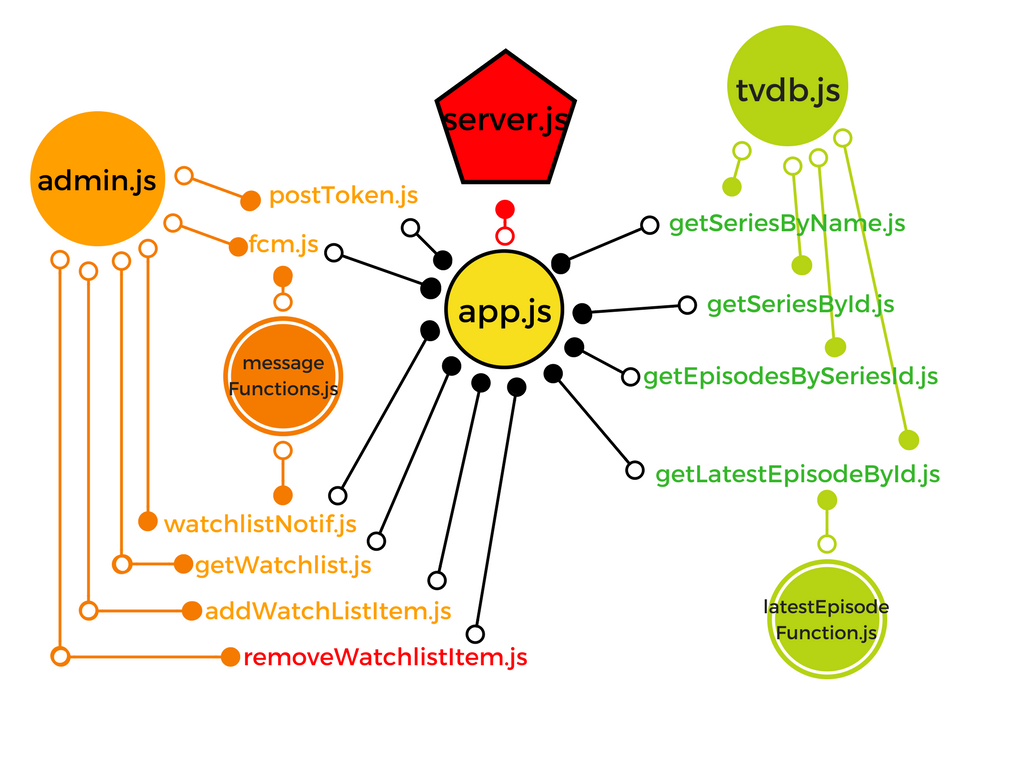 tvdb.js
server.js
admin.js
postToken.js
getSeriesByName.js
fcm.js
getSeriesById.js
app.js
message
Functions.js
getEpisodesBySeriesId.js
getLatestEpisodeById.js
watchlistNotif.js
getWatchlist.js
addWatchListItem.js
latestEpisode
Function.js
removeWatchlistItem.js